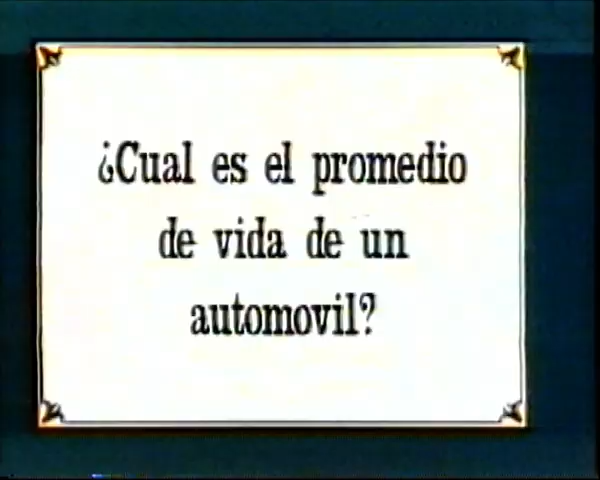 ¿Cual es el promedio
de vida de un
automovil?